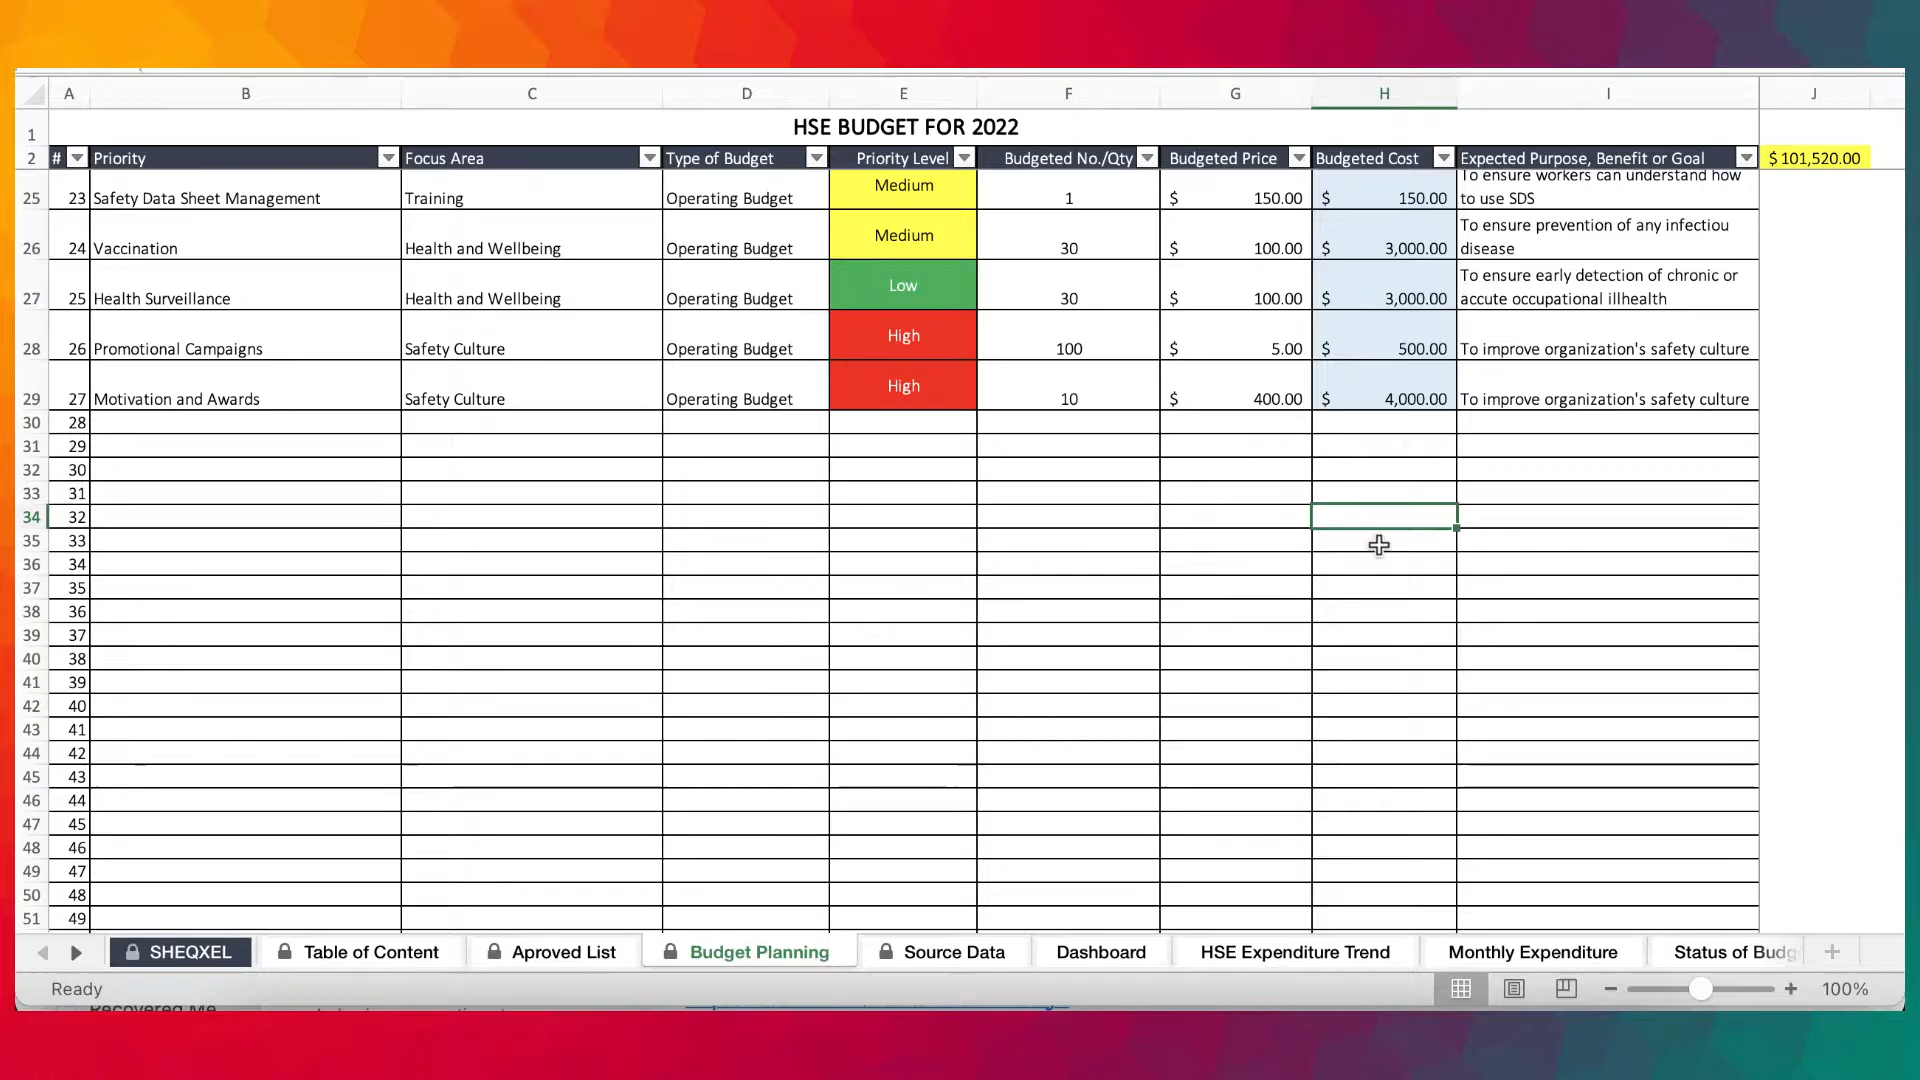 A B C D E F G H I J
1 HSE BUDGET FOR 2022
2 # Priority Focus Area Type of Budget Priority Level Budgeted No./Qty Budgeted Price Budgeted Cost Expected Purpose, Benefit or Goal $ 101,520.00
25 23 Safety Data Sheet Management Training Operating Budget Medium 1 $ 150.00 $ 150.00 To ensure workers can understand how
to use SDS
26 24 Vaccination Health and Wellbeing Operating Budget Medium 30 $ 100.00 $ 3,000.00 To ensure prevention of any infectiou
disease
27 25 Health Surveillance Health and Wellbeing Operating Budget Low 30 $ 100.00 $ 3,000.00 To ensure early detection of chronic or
accute occupational illhealth
28 26 Promotional Campaigns Safety Culture Operating Budget High 100 $ 5.00 $ 500.00 To improve organization's safety culture
29 27 Motivation and Awards Safety Culture Operating Budget High 10 $ 400.00 $ 4,000.00 To improve organization's safety culture
30 28
31 29
32 30
33 31
34 32
35 33
36 34
37 35
38 36
39 37
40 38
41 39
42 40
43 41
44 42
45 43
46 44
47 45
48 46
49 47
50 48
51 49
SHEQXEL Table of Content Aproved List Budget Planning Source Data Dashboard HSE Expenditure Trend Monthly Expenditure Status of Budg
Ready 100%
Recovered Me